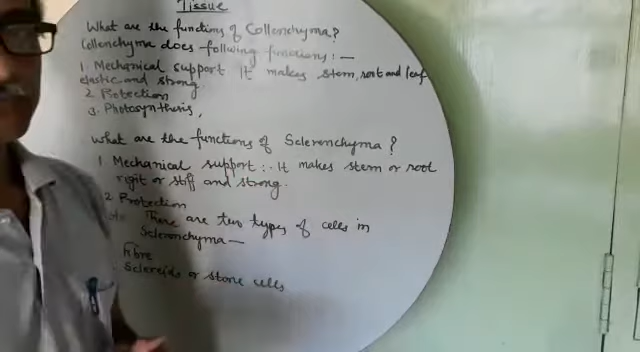 Tissue
What are the functions of Collenchyma?
Collenchyma does follwing functions: —
1. Mechanical support It makes stem, root and leaf
elastic and strong.
2 Protection
3. Photosynthesis,
What are the functions of Sclerenchyma?
1. Mechanical support:. It makes stem or root
rigit or stiff and strong.
2 Protection
There are two types of cells in
Sclerenchyma —
Fibre
Sclereids or stone cells